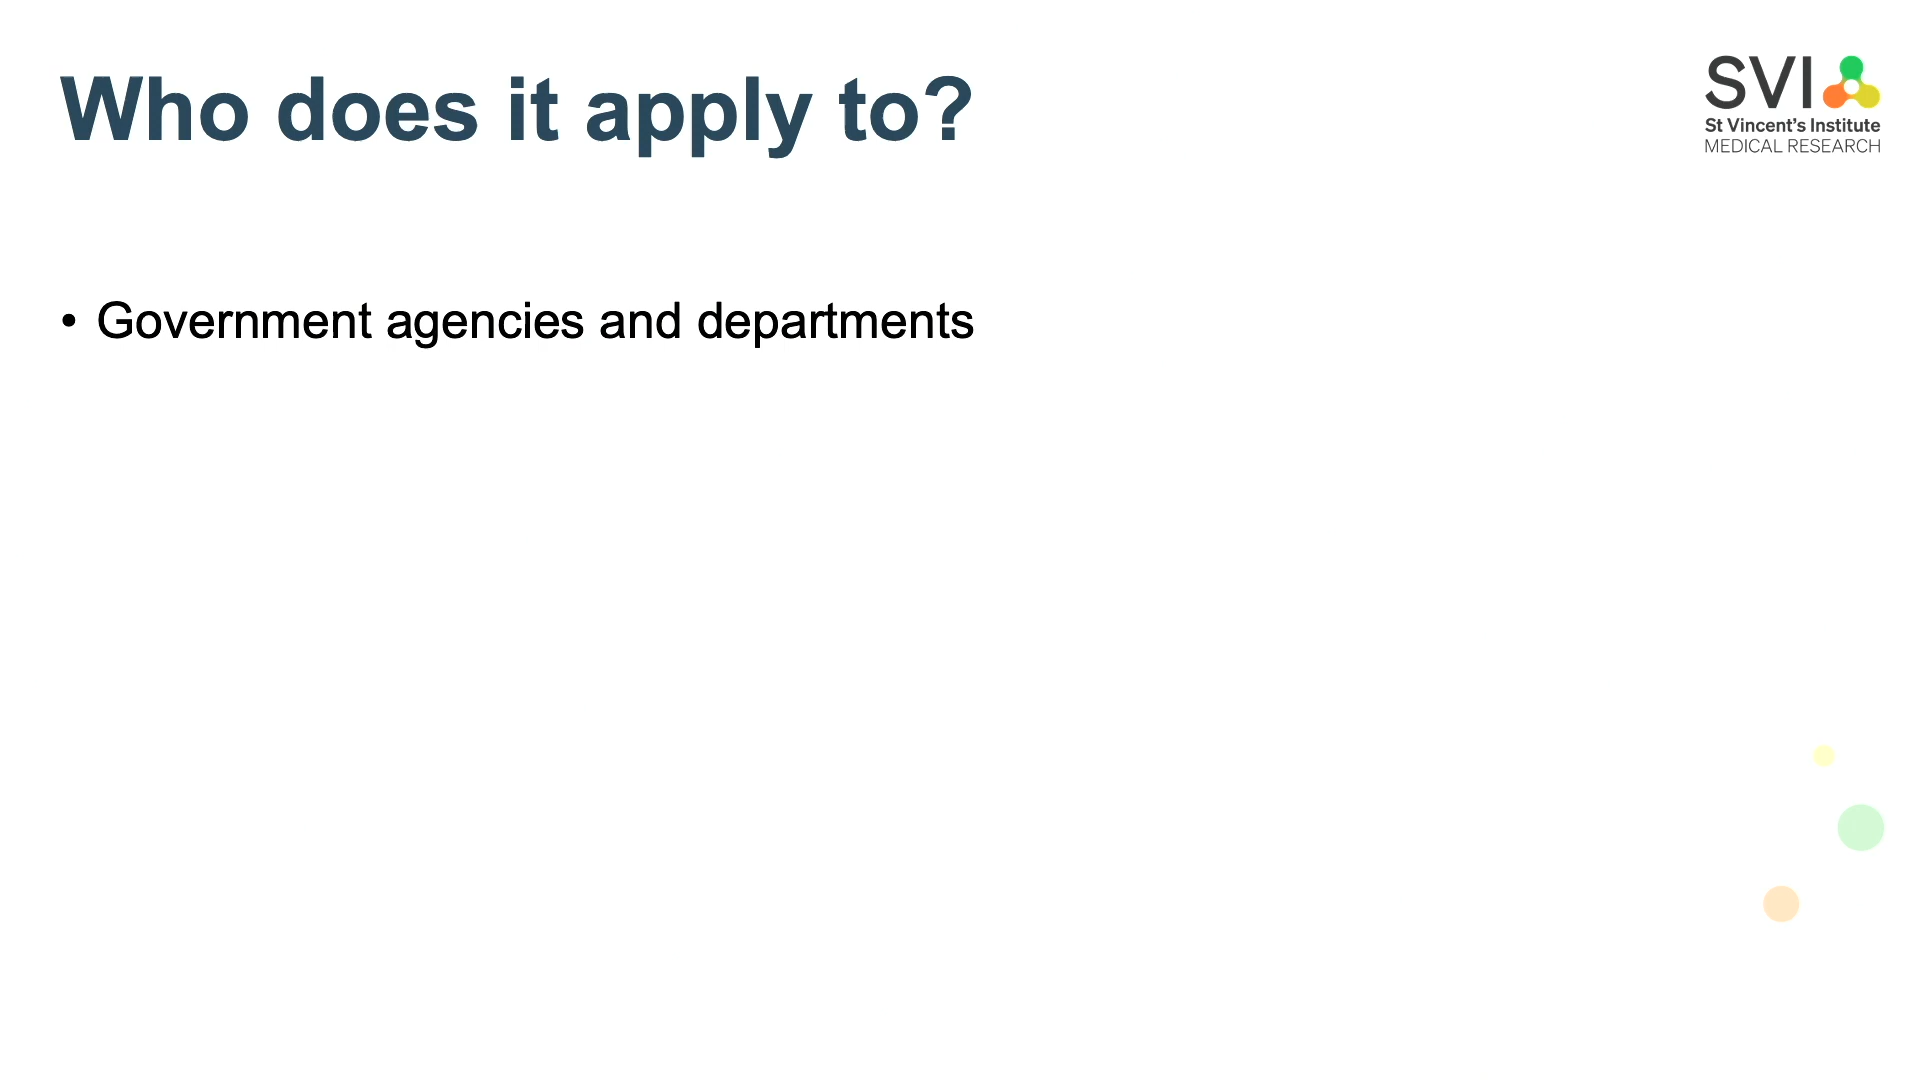 Who does it apply to?
SVI
St Vincent's Institute
MEDICAL RESEARCH
• Government agencies and departments